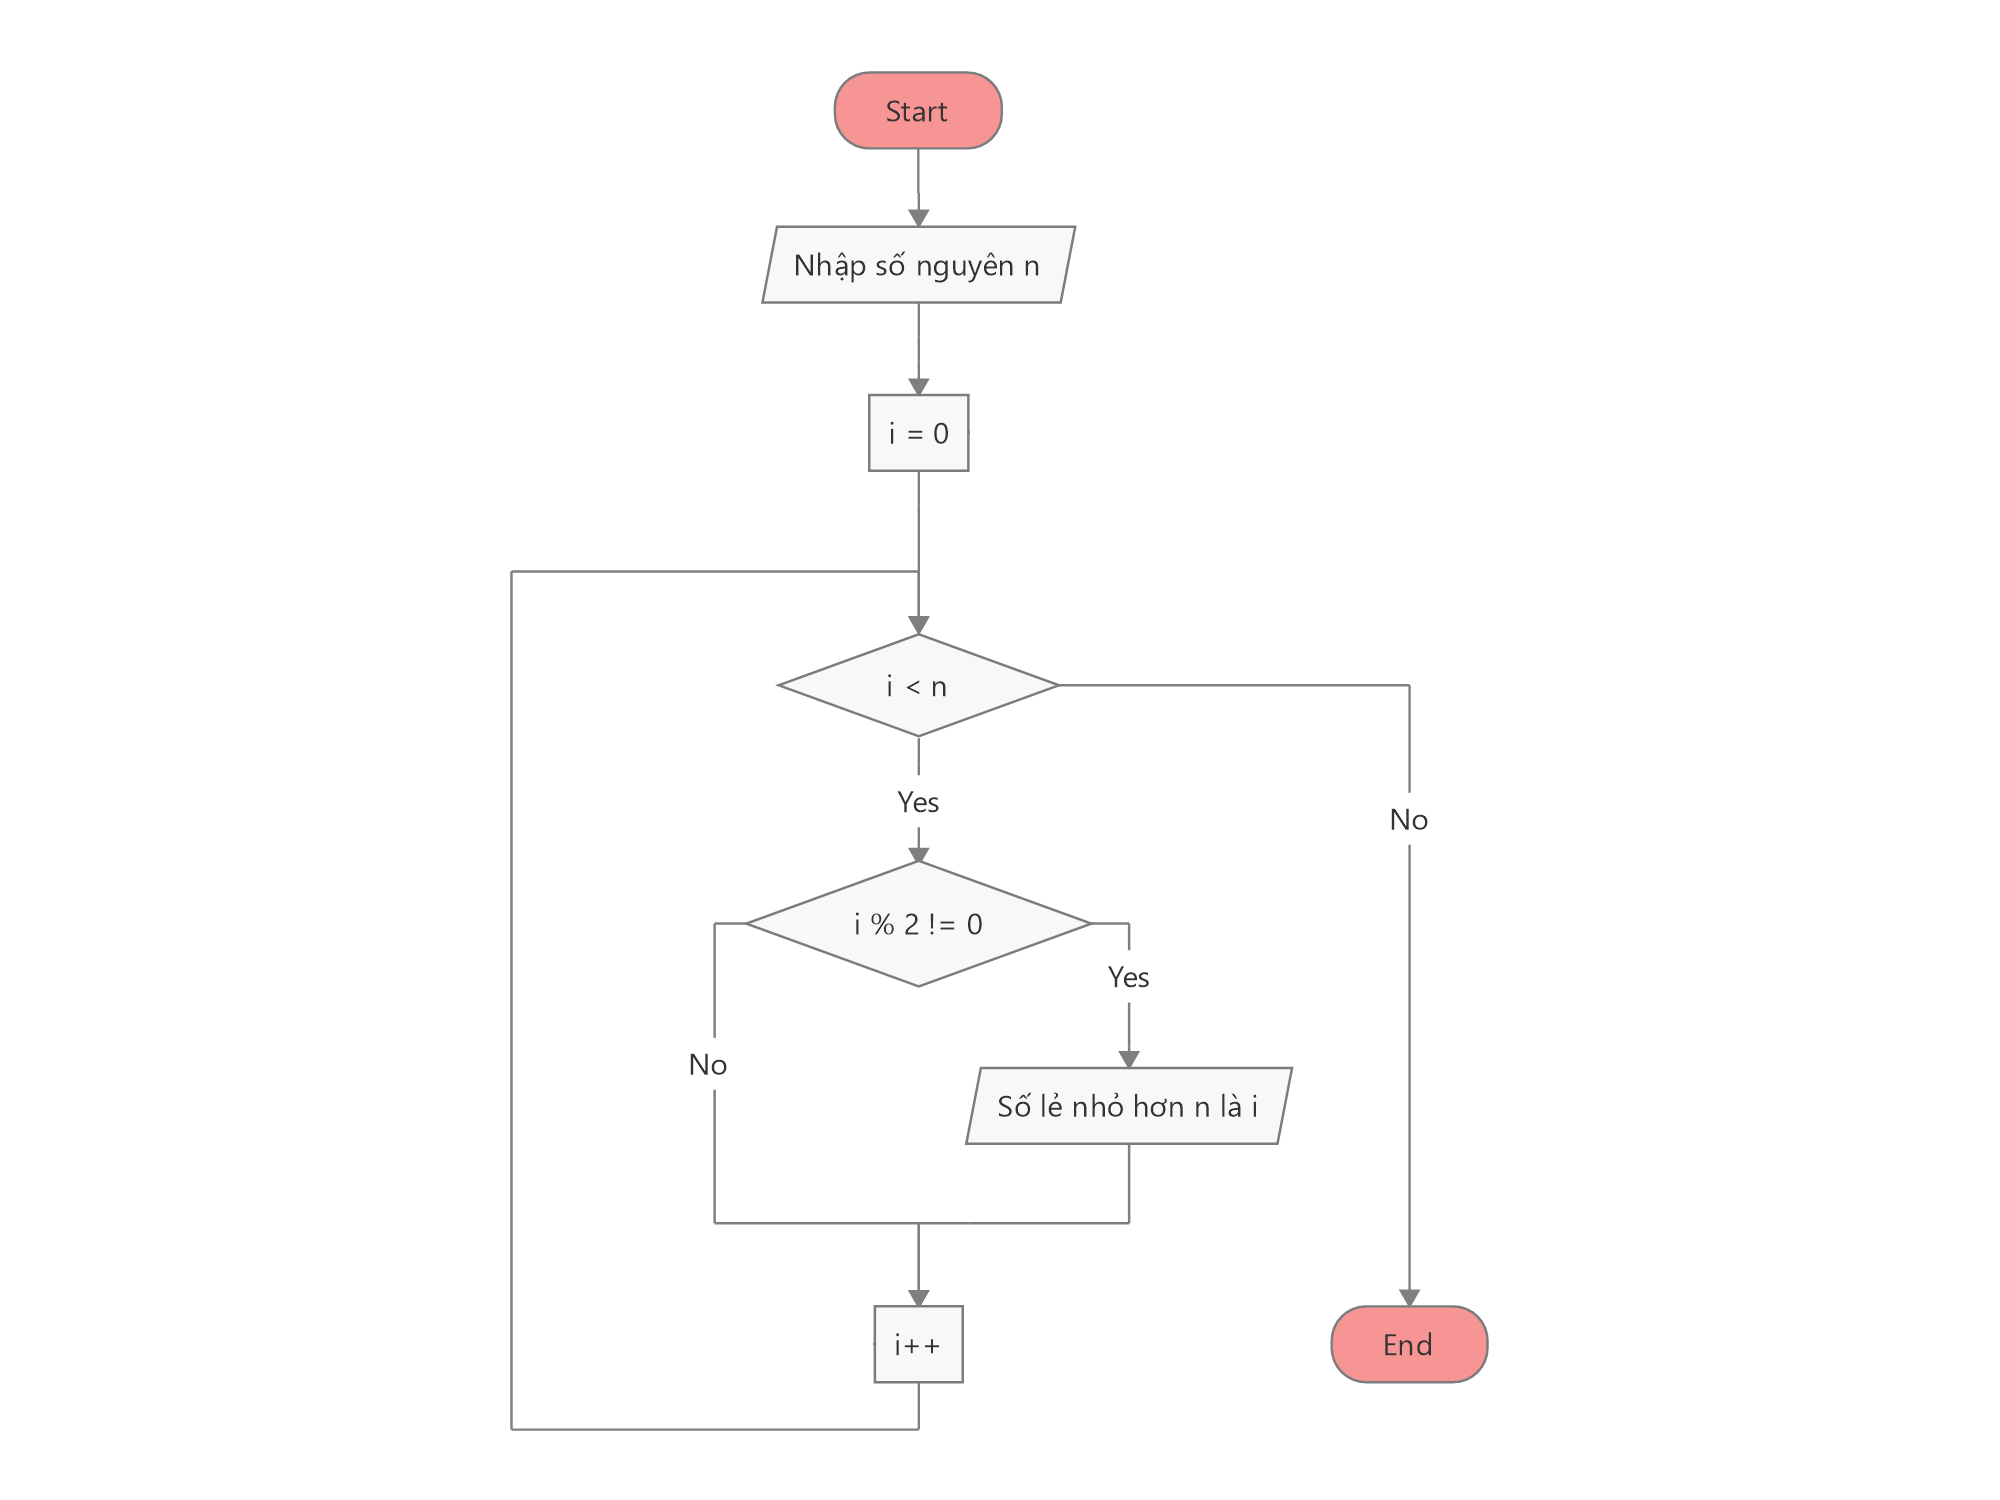 Start
Nhập số nguyên n
i = 0
i < n
Yes
No
i % 2 != 0
Yes
No
Số lẻ nhỏ hơn n là i
i++
End